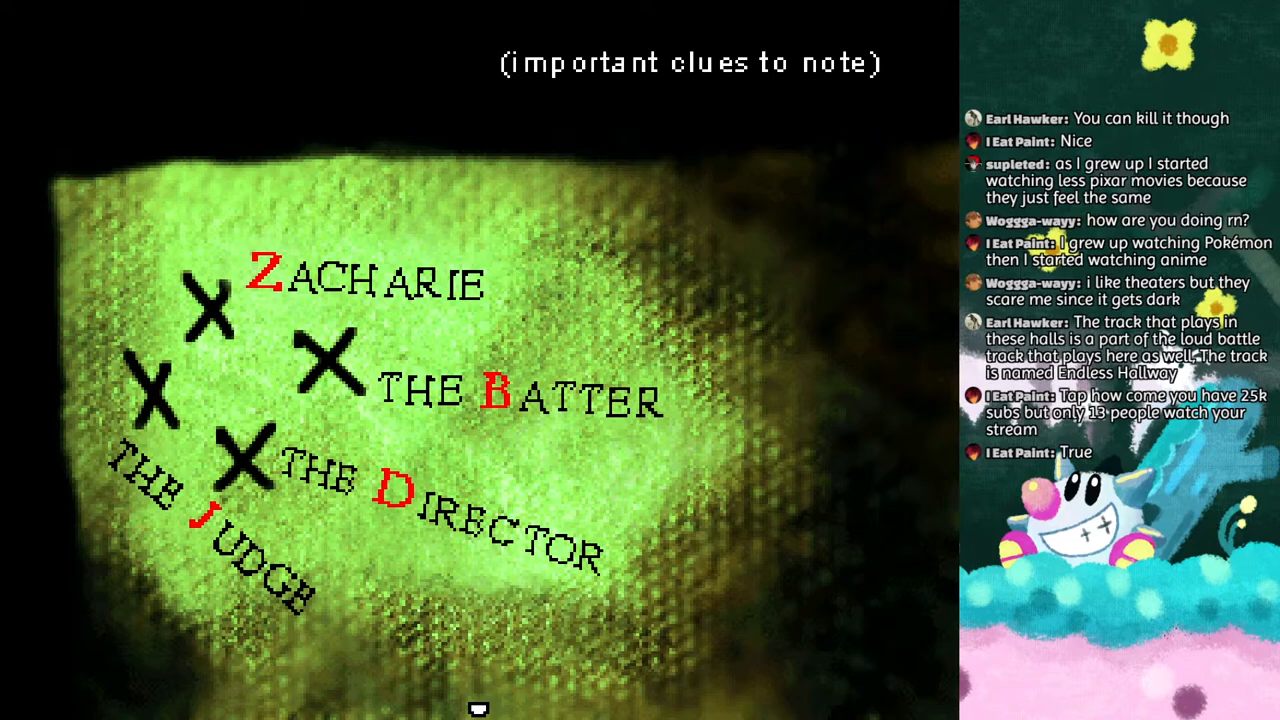 (important clues to note)
ZACHARIE
THE BATTER
THE DIRECTOR
THE JUDGE
Earl Hawker: You can kill it though
I Eat Paint: Nice
supleted: as I grew up I started
watching less pixar movies because
they just feel the same
Woggga-wayy: how are you doing rn?
I Eat Paint: I grew up watching Pokémon
then I started watching anime
Woggga-wayy: i like theaters but they
scare me since it gets dark
Earl Hawker: The track that plays in
these halls is a part of the loud battle
track that plays here as well. The track
is named Endless Hallway
I Eat Paint: Tap how come you have 25k
subs but only 13 people watch your
stream
I Eat Paint: True